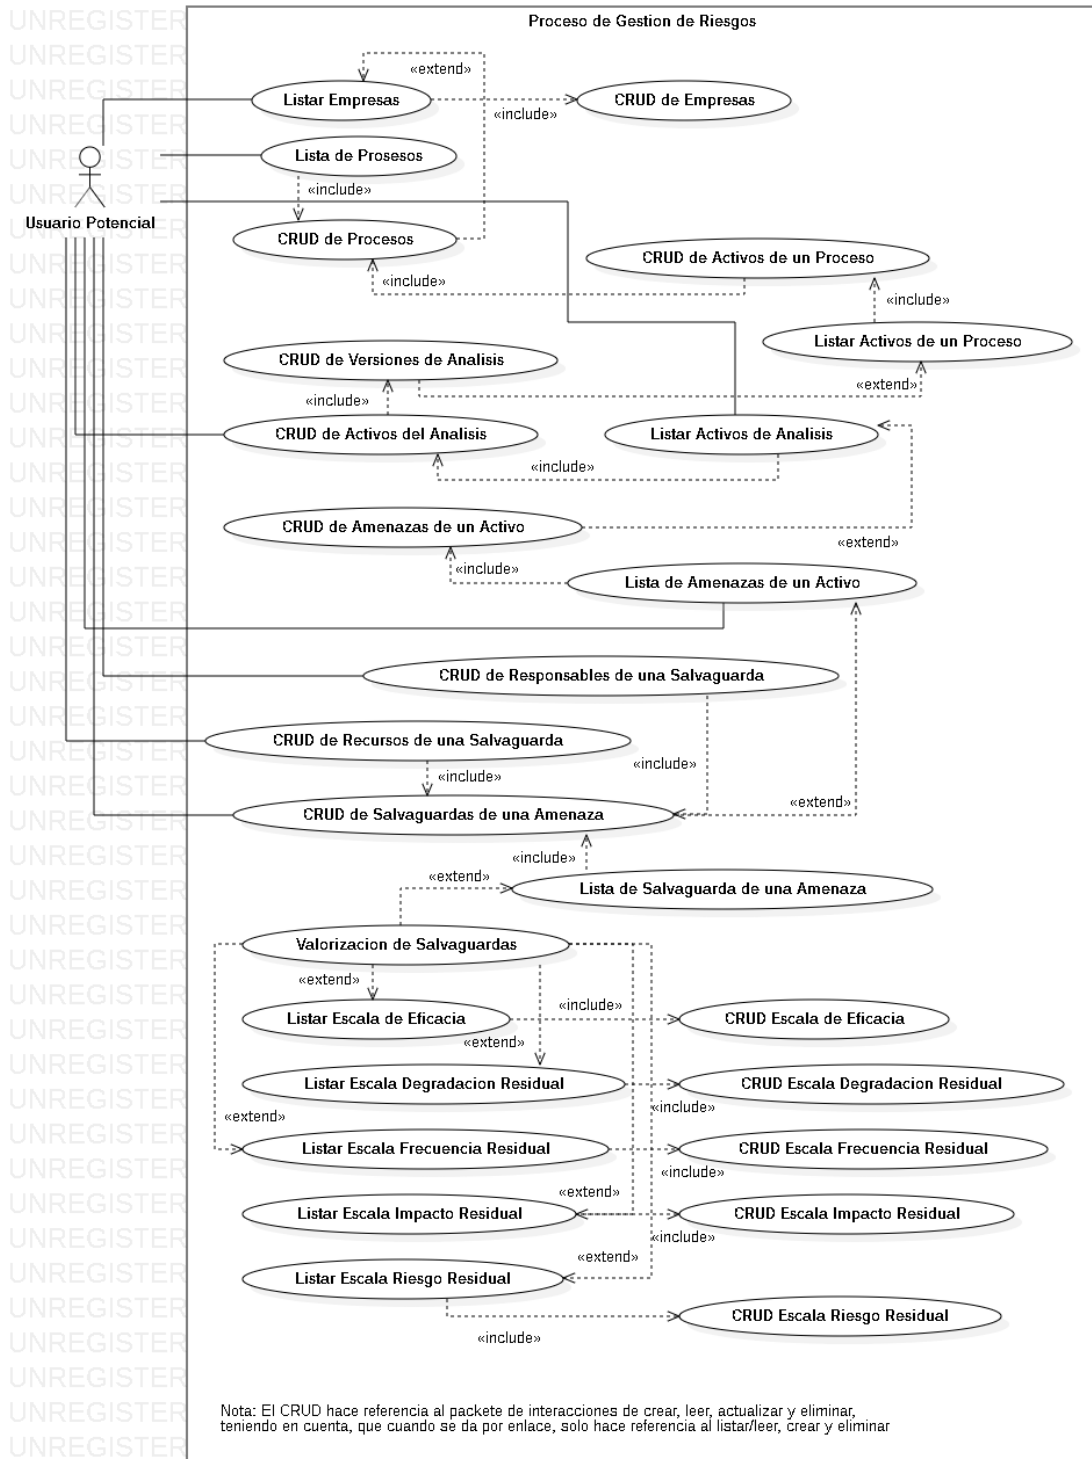 UNREGISTERED
Proceso de Gestion de Riesgos
«extend»
Listar Empresas
CRUD de Empresas
«include»
Lista de Prosesos
«include»
Usuario Potencial
CRUD de Procesos
CRUD de Activos de un Proceso
«include»
«include»
Listar Activos de un Proceso
CRUD de Versiones de Analisis
«extend»
«include»
CRUD de Activos del Analisis
Listar Activos de Analisis
«include»
CRUD de Amenazas de un Activo
«extend»
«include»
Lista de Amenazas de un Activo
CRUD de Responsables de una Salvaguarda
CRUD de Recursos de una Salvaguarda
«include»
«include»
«extend»
CRUD de Salvaguardas de una Amenaza
«include»
«extend»
Lista de Salvaguarda de una Amenaza
Valorizacion de Salvaguardas
«extend»
«include»
Listar Escala de Eficacia
CRUD Escala de Eficacia
«extend»
Listar Escala Degradacion Residual
CRUD Escala Degradacion Residual
«include»
«extend»
Listar Escala Frecuencia Residual
CRUD Escala Frecuencia Residual
«include»
«extend»
Listar Escala Impacto Residual
CRUD Escala Impacto Residual
«include»
«extend»
Listar Escala Riesgo Residual
CRUD Escala Riesgo Residual
«include»
Nota: El CRUD hace referencia al packete de interacciones de crear, leer, actualizar y eliminar,
teniendo en cuenta, que cuando se da por enlace, solo hace referencia al listar/leer, crear y eliminar